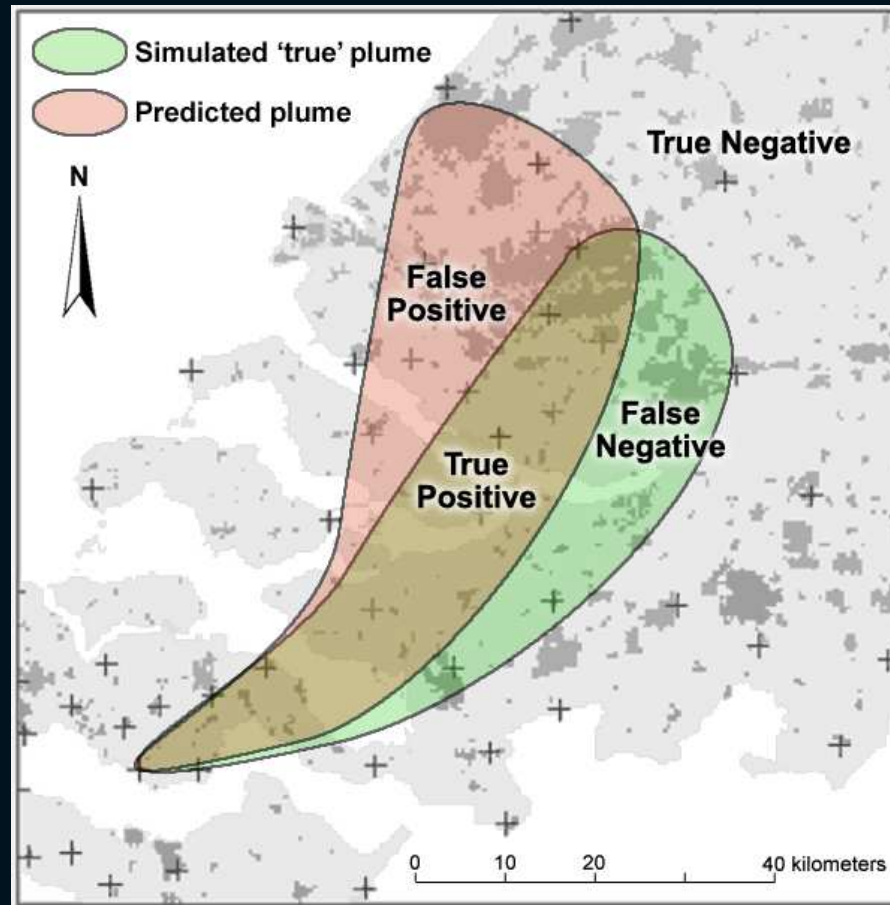 Simulated ‘true’ plume
Predicted plume
True Negative
N
False
Positive
False
Negative
True
Positive
0 10 20 40 kilometers